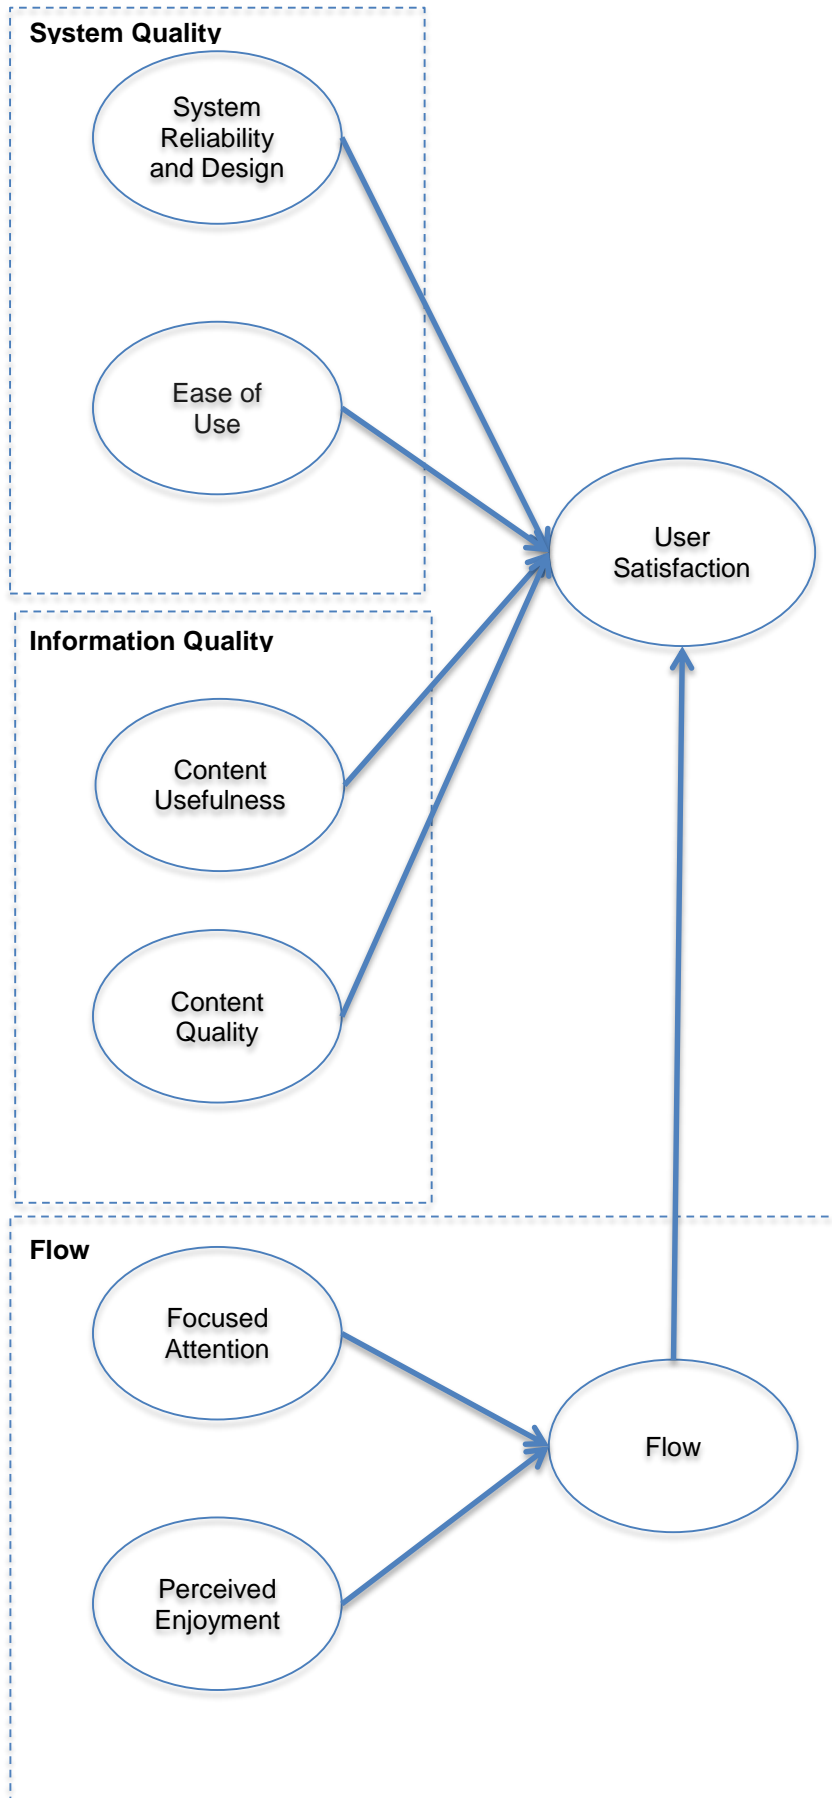 System Quality
System
Reliability
and Design
Ease of
Use
User
Satisfaction
Information Quality
Content
Usefulness
Content
Quality
Flow
Focused
Attention
Flow
Perceived
Enjoyment